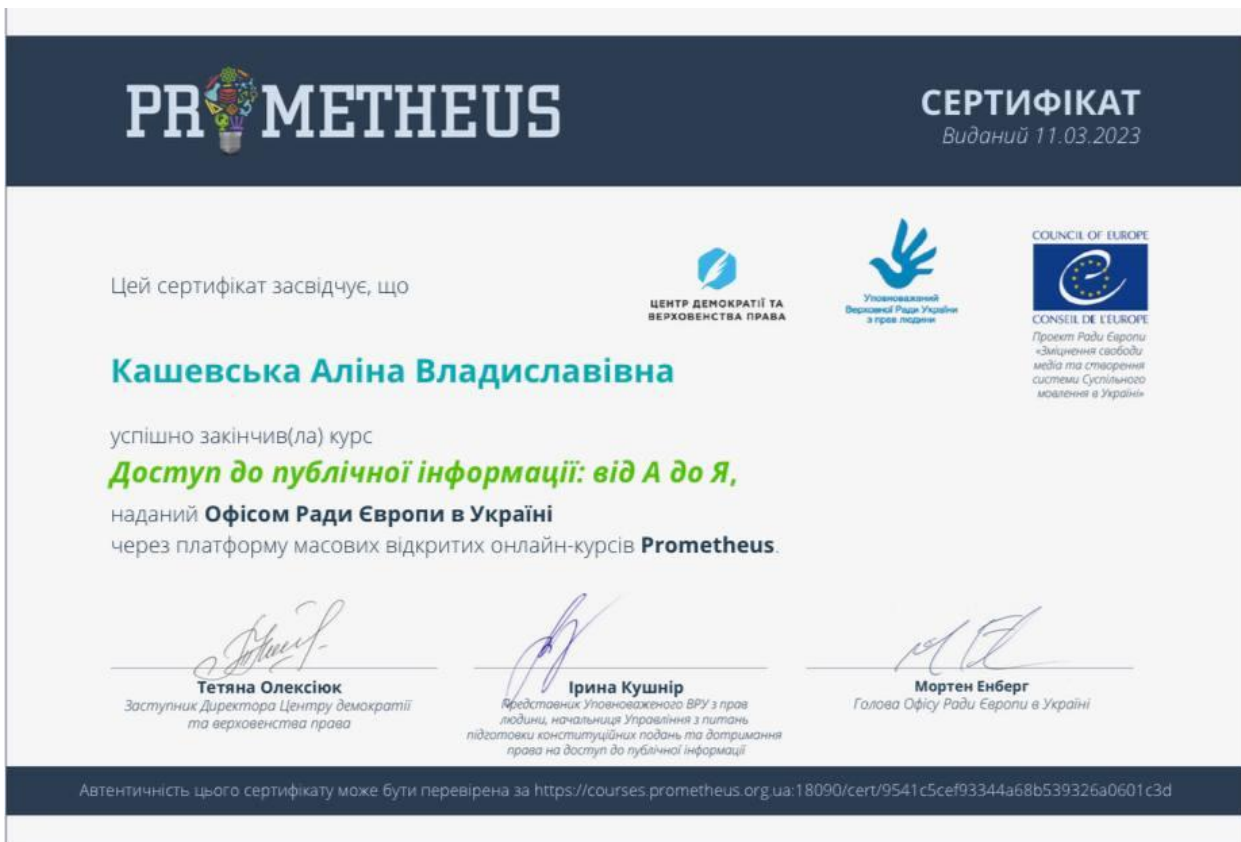 PROMETHEUS
СЕРТИФІКАТ
Виданий 11.03.2023
Цей сертифікат засвідчує, що
ЦЕНТР ДЕМОКРАТІЇ ТА
ВЕРХОВЕНСТВА ПРАВА
Уповноважений
Верховної Ради України
з прав людини
COUNCIL OF EUROPE
CONSEIL DE L'EUROPE
Проект Ради Європи
«Зміцнення свободи
медіа та створення
системи Суспільного
мовлення в Україні»
Кашевська Аліна Владиславівна
успішно закінчив(ла) курс
Доступ до публічної інформації: від А до Я,
наданий Офісом Ради Європи в Україні
через платформу масових відкритих онлайн-курсів Prometheus.
Тетяна Олексіюк
Заступник Директора Центру демократії
та верховенства права
Ірина Кушнір
Представник Уповноваженого ВРУ з прав
людини, начальниця Управління з питань
підготовки конституційних подань та дотримання
права на доступ до публічної інформації
Мортен Енберг
Голова Офісу Ради Європи в Україні
Автентичність цього сертифікату може бути перевірена за https://courses.prometheus.org.ua:18090/cert/9541c5cef93344a68b539326a0601c3d